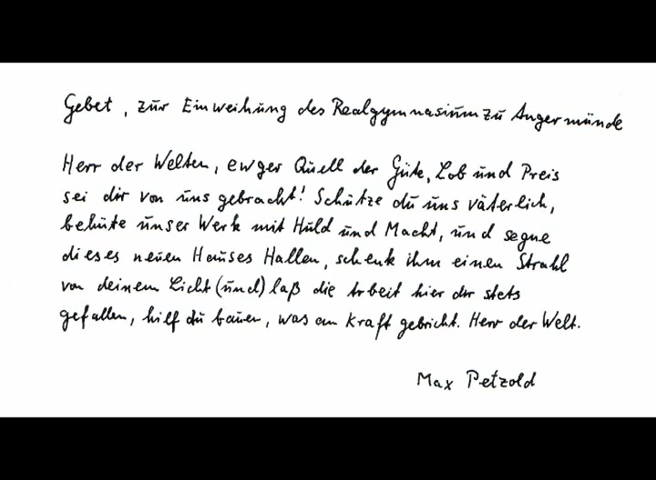 Gebet, zur Einweihung des Realgymnasium zu Angermünde
Herr der Welten, ewger Quell der Güte, Lob und Preis
sei dir von uns gebracht! Schütze du uns väterlich,
behüte unser Werk mit Huld und Macht, und segne
dieses neuen Hauses Hallen, schenk ihm einen Strahl
von deinem Licht (und) laß die Arbeit hier dir stets
gefallen, hilf du bauen, was an Kraft gebricht. Herr der Welt.
Max Petzold